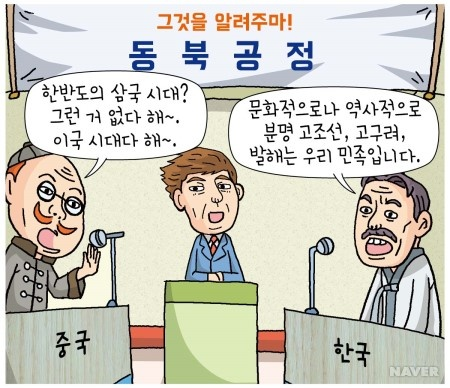 그것을 알려주마!
동북공정
한반도의 삼국 시대?
그런 거 없다 해~.
이국 시대다 해~.
문화적으로나 역사적으로
분명 고조선, 고구려,
발해는 우리 민족입니다.
중국
한국
NAVER